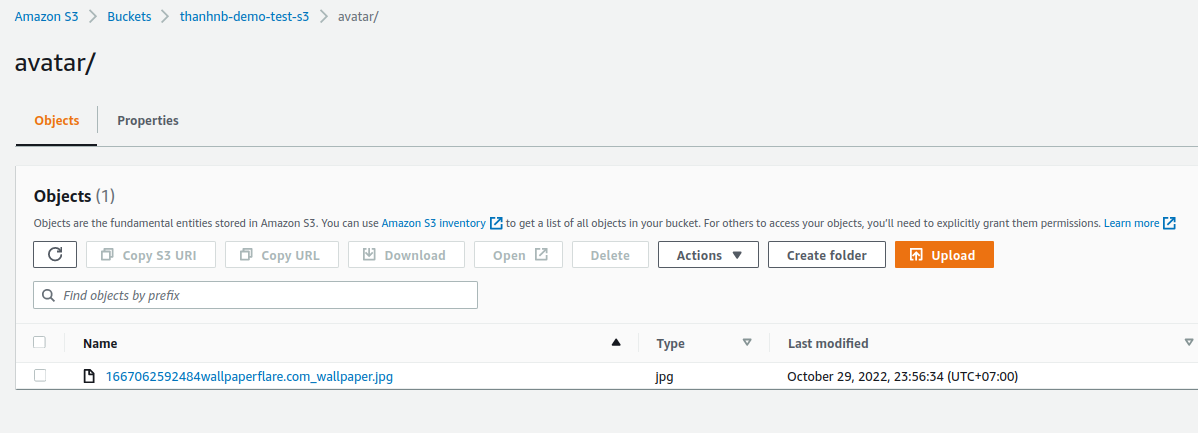 Amazon S3 > Buckets > thanhnb-demo-test-s3 > avatar/
avatar/
Objects Properties
Objects (1)
Objects are the fundamental entities stored in Amazon S3. You can use Amazon S3 inventory to get a list of all objects in your bucket. For others to access your objects, you'll need to explicitly grant them permissions. Learn more
Copy S3 URI Copy URL Download Open Delete Actions Create folder Upload
Find objects by prefix
Name Type Last modified
1667062592484wallpaperflare.com_wallpaper.jpg jpg October 29, 2022, 23:56:34 (UTC+07:00)